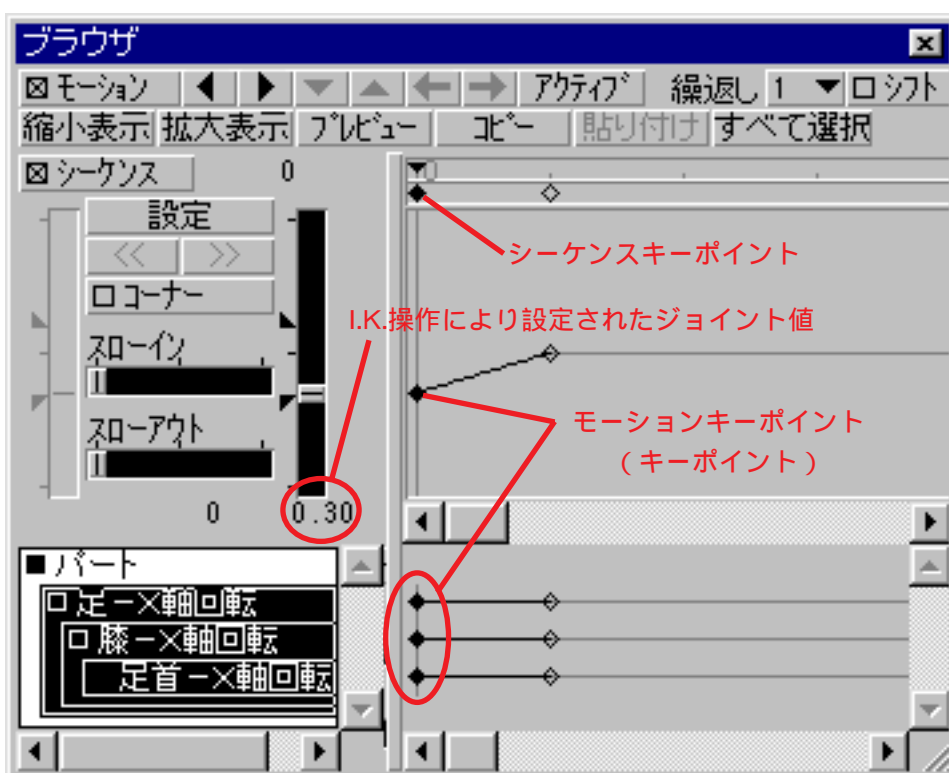 ブラウザ
モーション アクティブ 繰返し 1 シフト
縮小表示 拡大表示 プレビュー コピー 貼り付け すべて選択
シーケンス 0 0
設定
<< >>
シーケンスキーポイント
コーナー
I.K.操作により設定されたジョイント値
スローイン
モーションキーポイント
スローアウト
(キーポイント)
0 0.30
パート
足-X軸回転
膝-X軸回転
足首-X軸回転